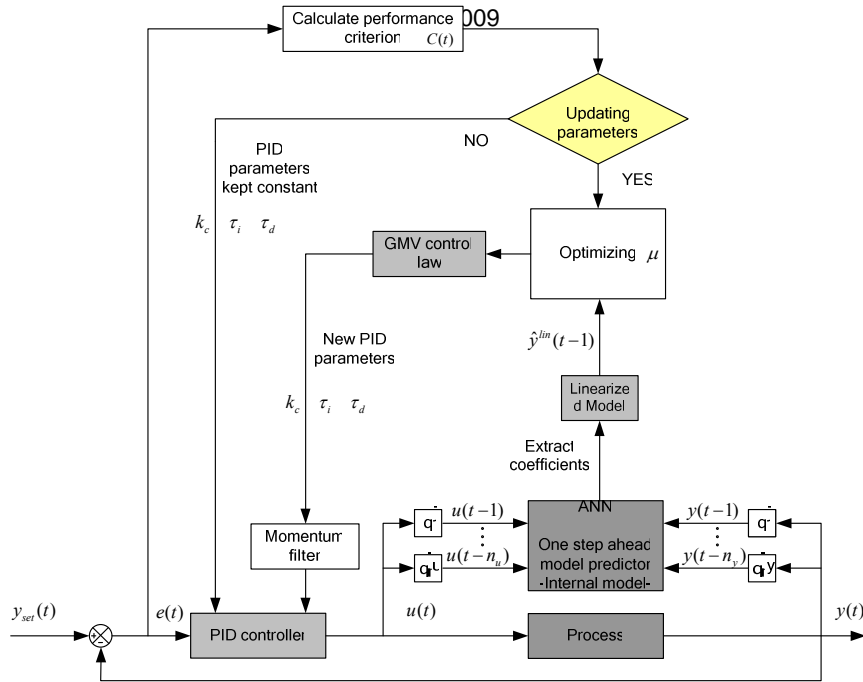 Calculate performance
criterion C(t)
009
Updating
parameters
NO
YES
PID
parameters
kept constant
k_c τ_i τ_d
GMV control
law
Optimizing μ
New PID
parameters
k_c τ_i τ_d
ŷ^{lin}(t−1)
Linearize
d Model
Extract
coefficients
Momentum
filter
q-
u(t−1)
⋮
u(t−n_u)
ANN
One step ahead
model predictor
-Internal model-
y(t−1)
q-
⋮
y(t−n_y)
y_{set}(t)
+
−
e(t)
PID controller
u(t)
Process
y(t)